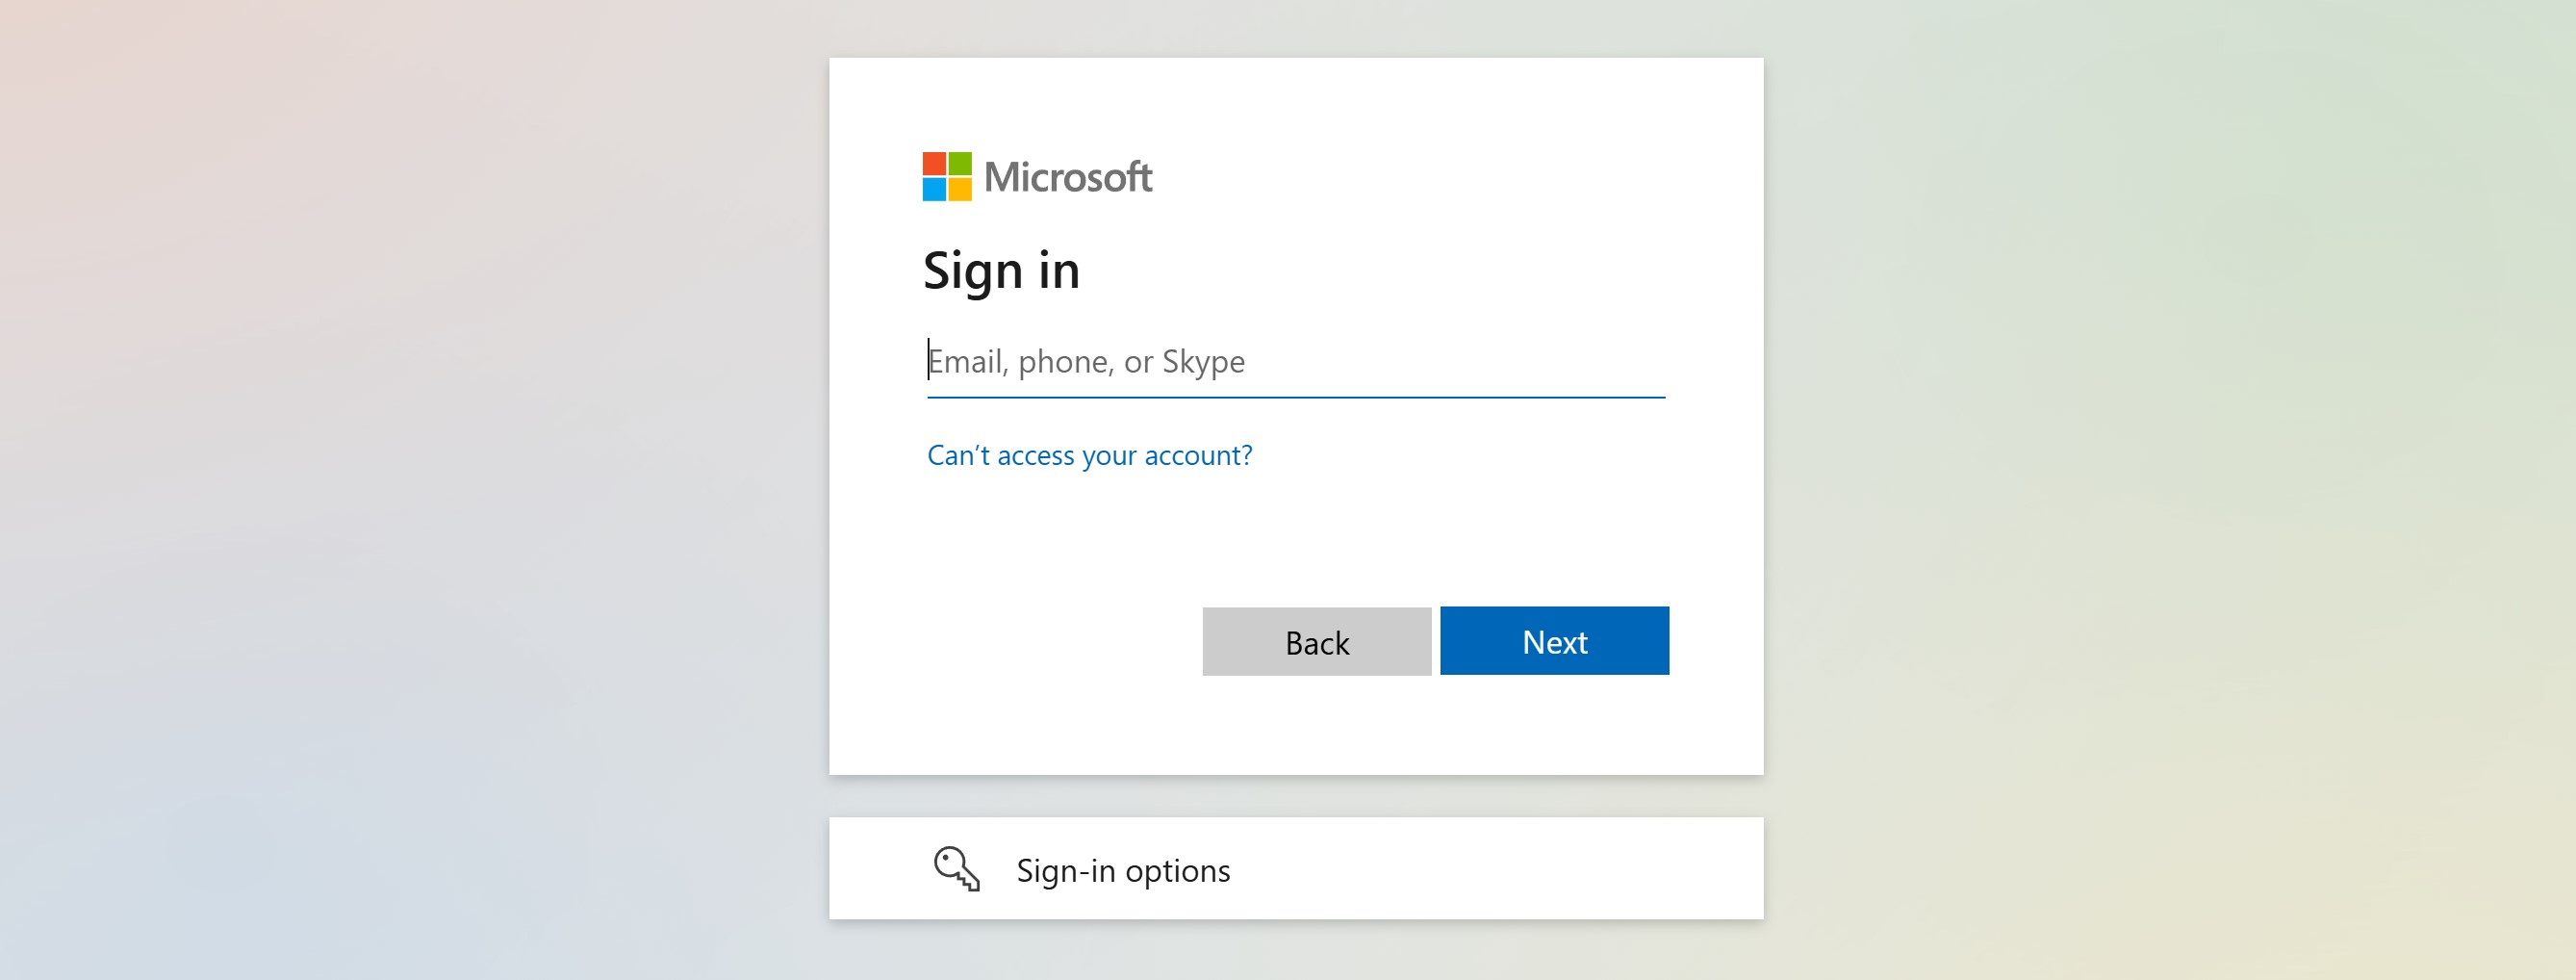 Microsoft
Sign in
Email, phone, or Skype
Can’t access your account?
Back
Next
Sign-in options